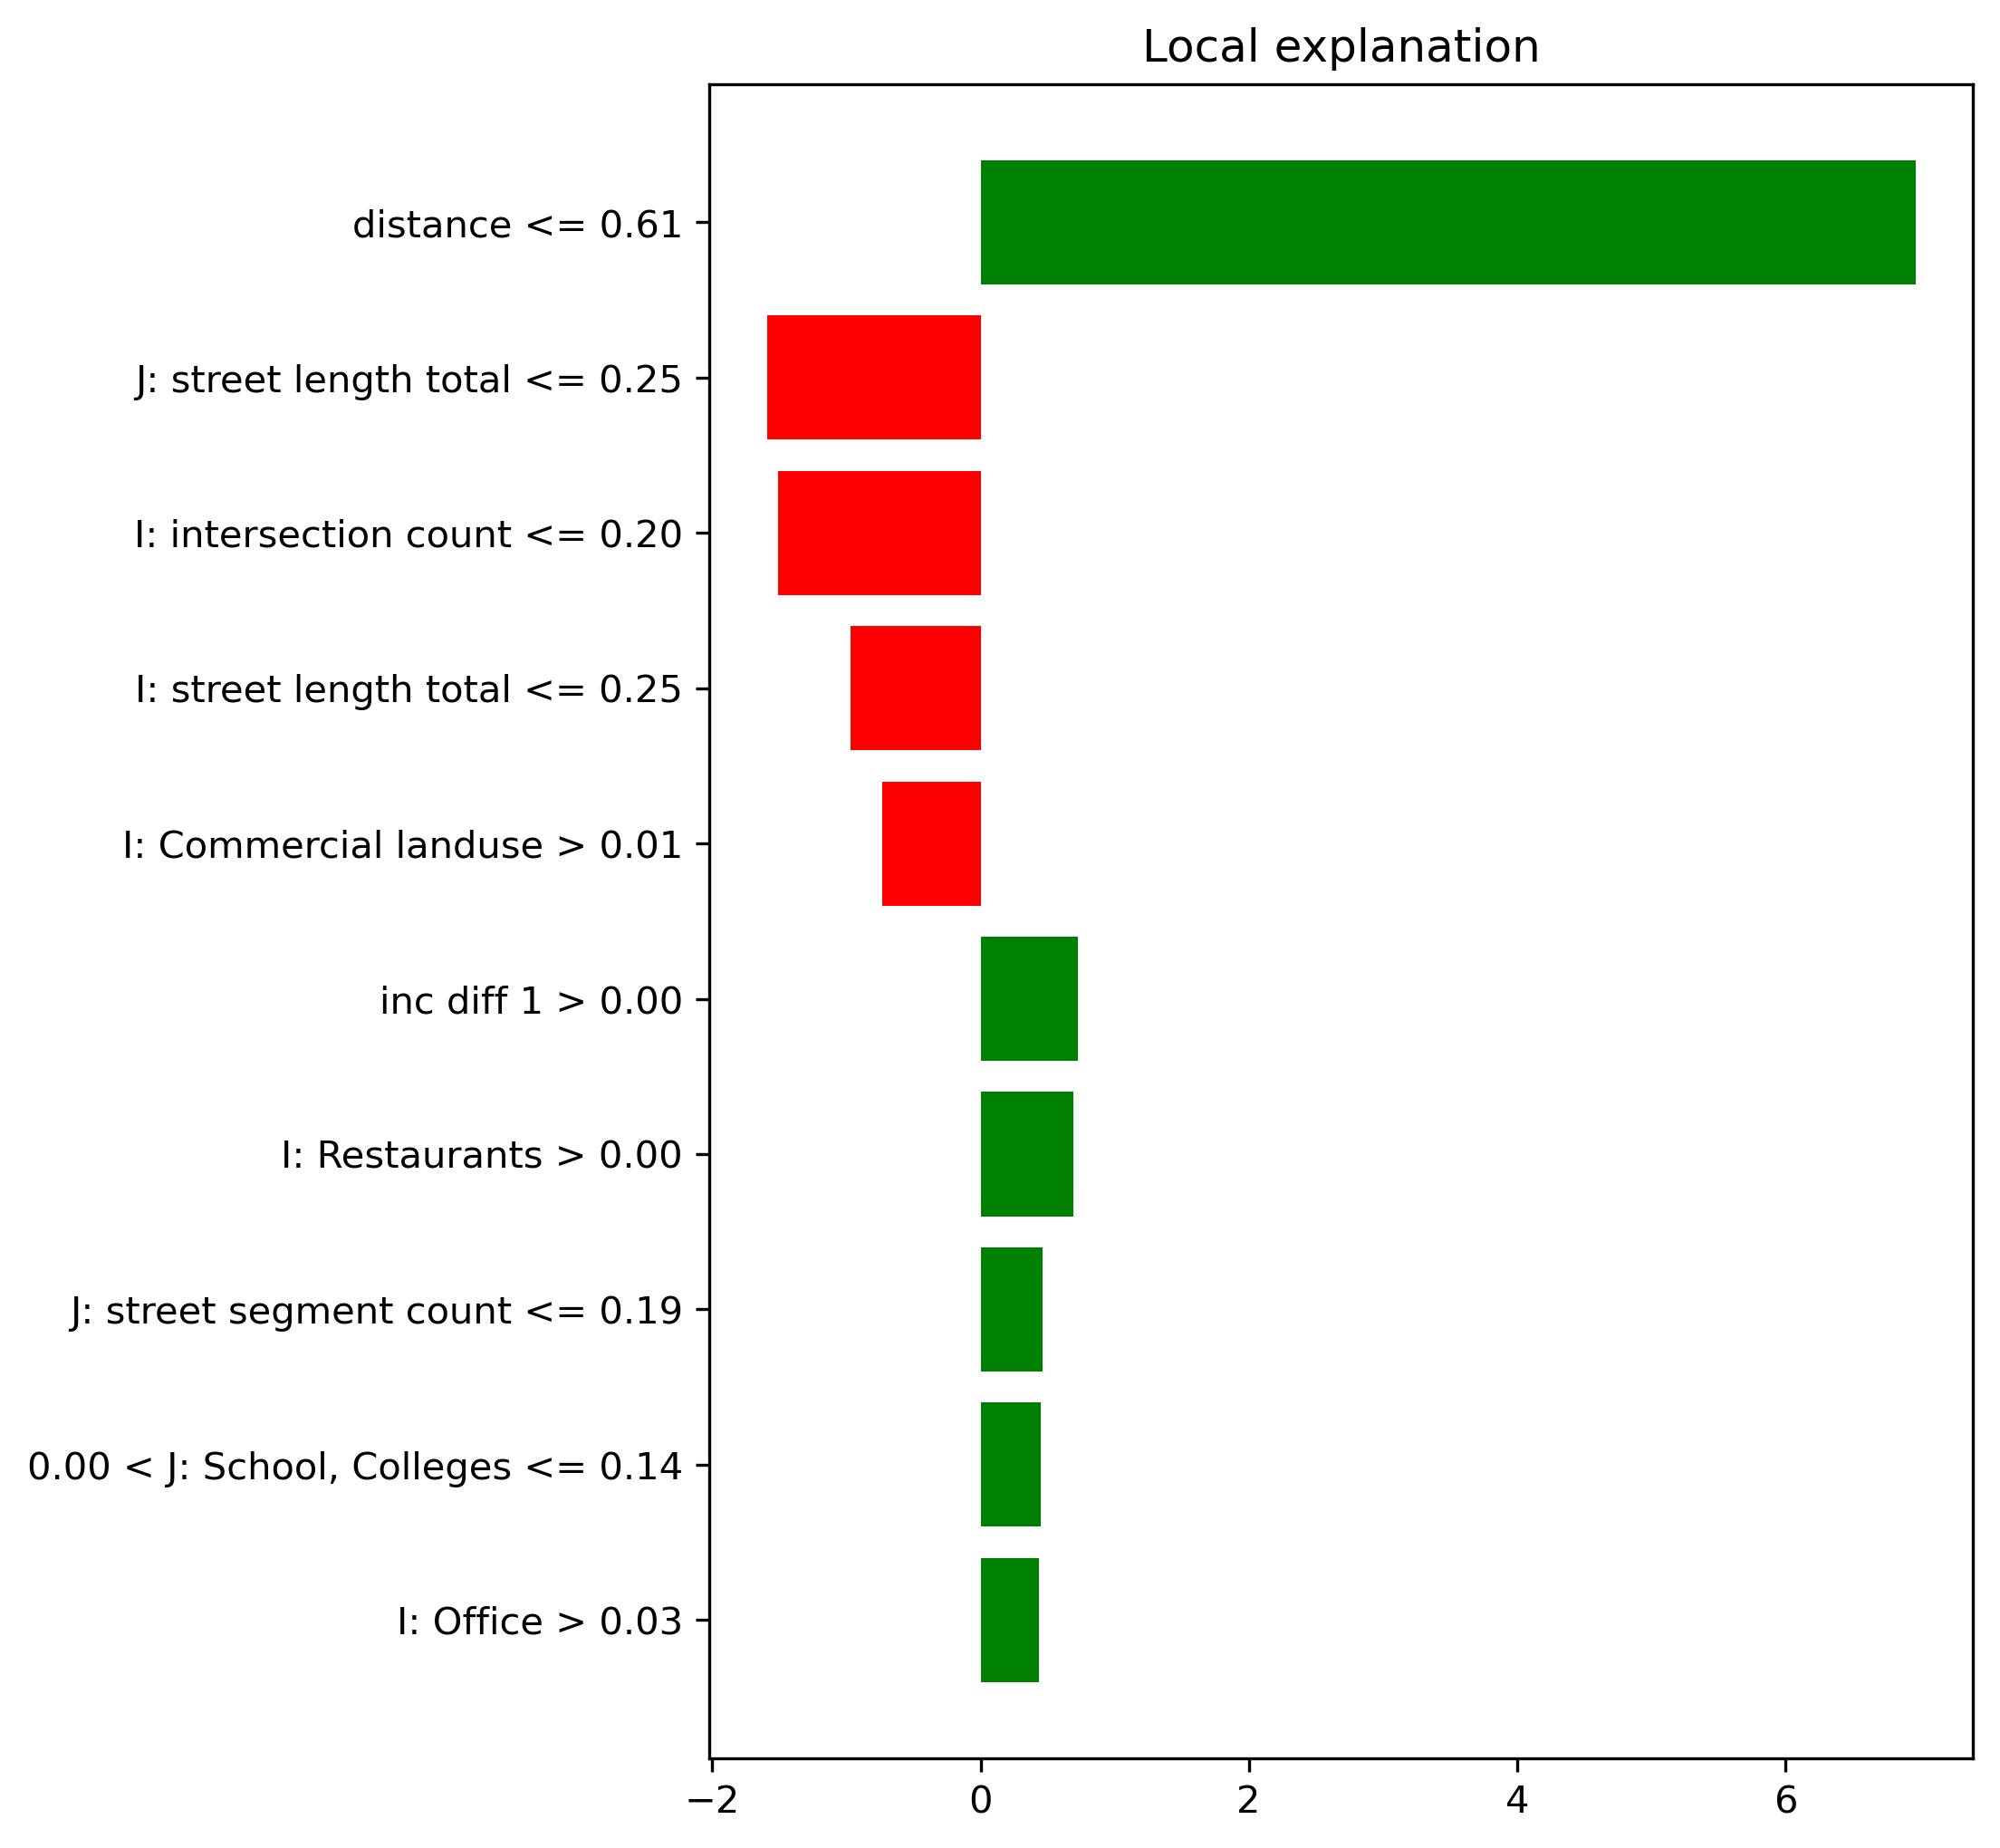 Local explanation
distance <= 0.61
J: street length total <= 0.25
I: intersection count <= 0.20
I: street length total <= 0.25
I: Commercial landuse > 0.01
inc diff 1 > 0.00
I: Restaurants > 0.00
J: street segment count <= 0.19
0.00 < J: School, Colleges <= 0.14
I: Office > 0.03
−2 0 2 4 6